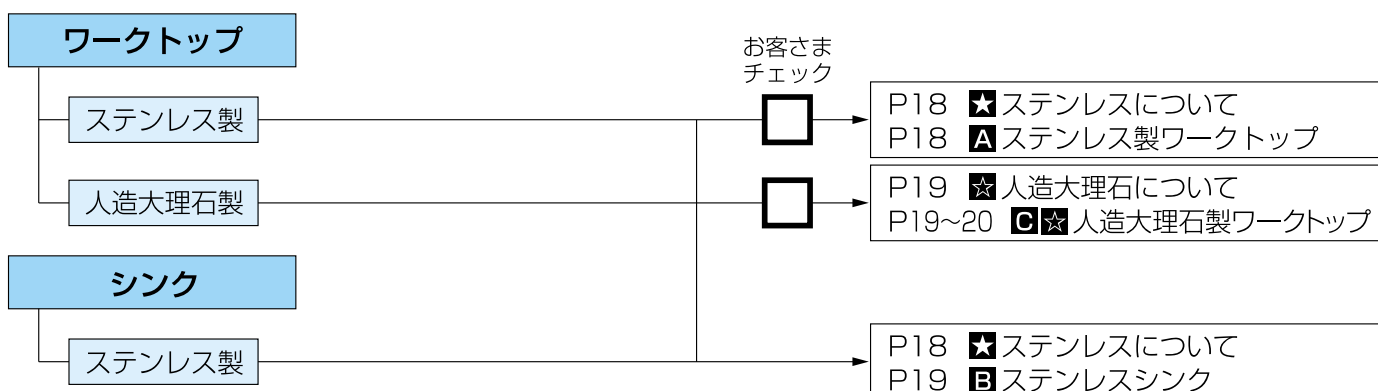 ワークトップ
お客さま
チェック
ステンレス製
P18 ★ステンレスについて
P18 Aステンレス製ワークトップ
人造大理石製
P19 ☆人造大理石について
P19~20 C☆人造大理石製ワークトップ
シンク
ステンレス製
P18 ★ステンレスについて
P19 Bステンレスシンク